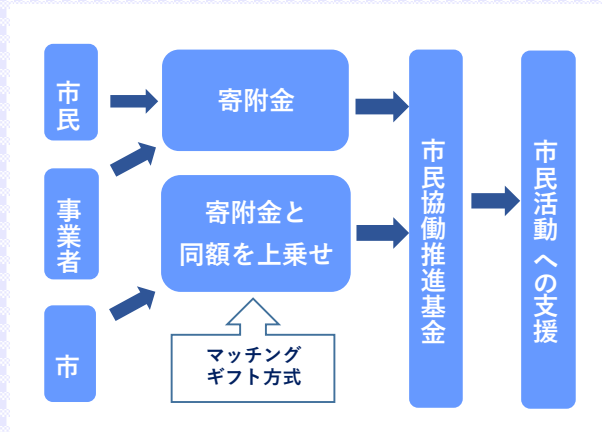 市民
事業者
市
寄附金
寄附金と
同額を上乗せ
マッチング
ギフト方式
市民協働推進基金
市民活動への支援